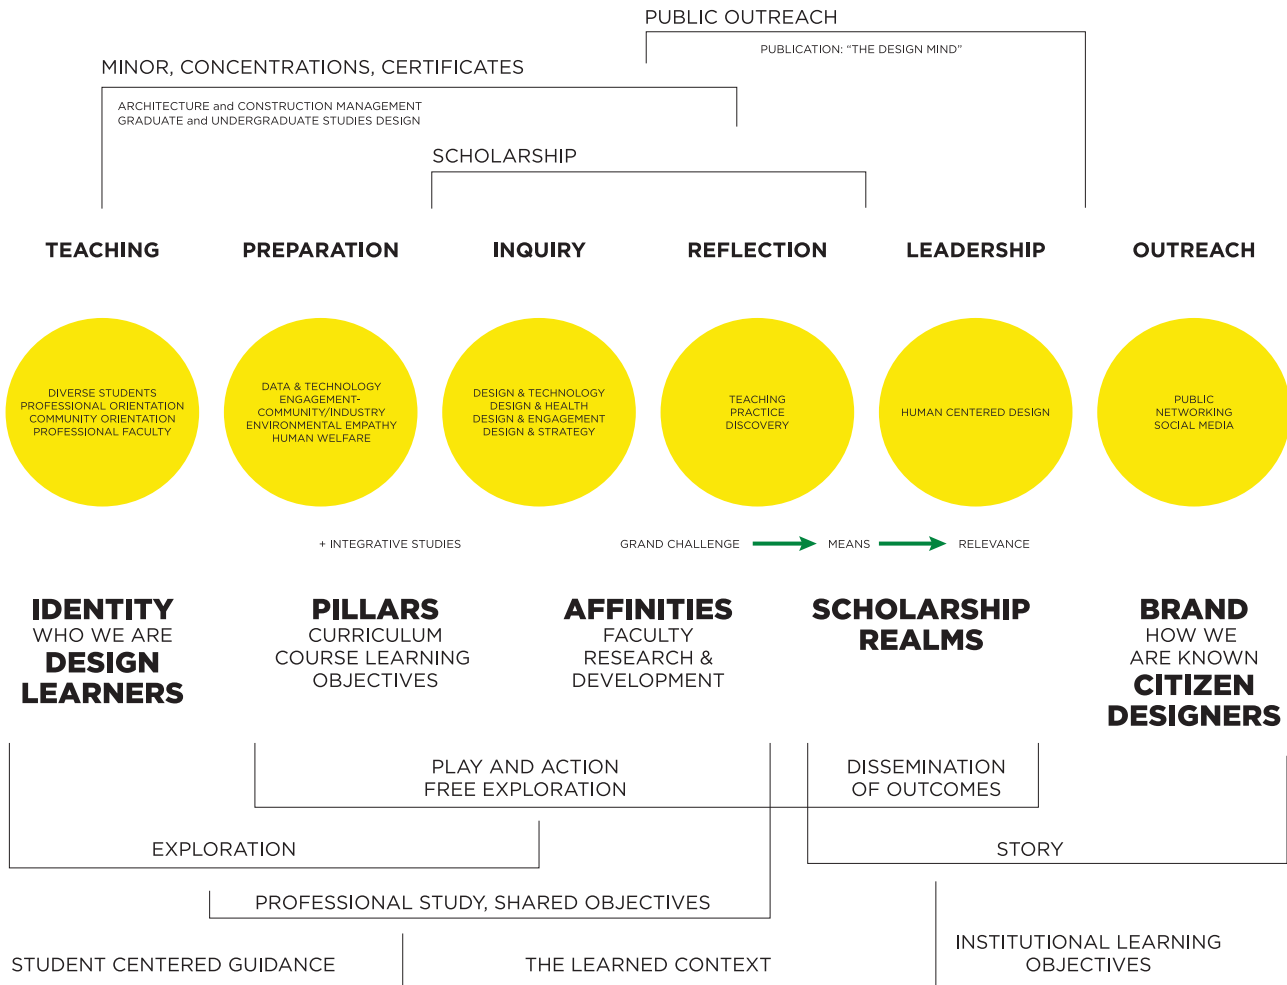 PUBLIC OUTREACH
PUBLICATION: “THE DESIGN MIND”
MINOR, CONCENTRATIONS, CERTIFICATES
ARCHITECTURE and CONSTRUCTION MANAGEMENT
GRADUATE and UNDERGRADUATE STUDIES DESIGN
SCHOLARSHIP
TEACHING
PREPARATION
INQUIRY
REFLECTION
LEADERSHIP
OUTREACH
DIVERSE STUDENTS
PROFESSIONAL ORIENTATION
COMMUNITY ORIENTATION
PROFESSIONAL FACULTY
DATA & TECHNOLOGY
ENGAGEMENT-
COMMUNITY/INDUSTRY
ENVIRONMENTAL EMPATHY
HUMAN WELFARE
DESIGN & TECHNOLOGY
DESIGN & HEALTH
DESIGN & ENGAGEMENT
DESIGN & STRATEGY
TEACHING
PRACTICE
DISCOVERY
HUMAN CENTERED DESIGN
PUBLIC
NETWORKING
SOCIAL MEDIA
+ INTEGRATIVE STUDIES
GRAND CHALLENGE
MEANS
RELEVANCE
IDENTITY
WHO WE ARE
DESIGN
LEARNERS
PILLARS
CURRICULUM
COURSE LEARNING
OBJECTIVES
AFFINITIES
FACULTY
RESEARCH &
DEVELOPMENT
SCHOLARSHIP
REALMS
BRAND
HOW WE
ARE KNOWN
CITIZEN
DESIGNERS
PLAY AND ACTION
FREE EXPLORATION
DISSEMINATION
OF OUTCOMES
EXPLORATION
STORY
PROFESSIONAL STUDY, SHARED OBJECTIVES
STUDENT CENTERED GUIDANCE
THE LEARNED CONTEXT
INSTITUTIONAL LEARNING
OBJECTIVES